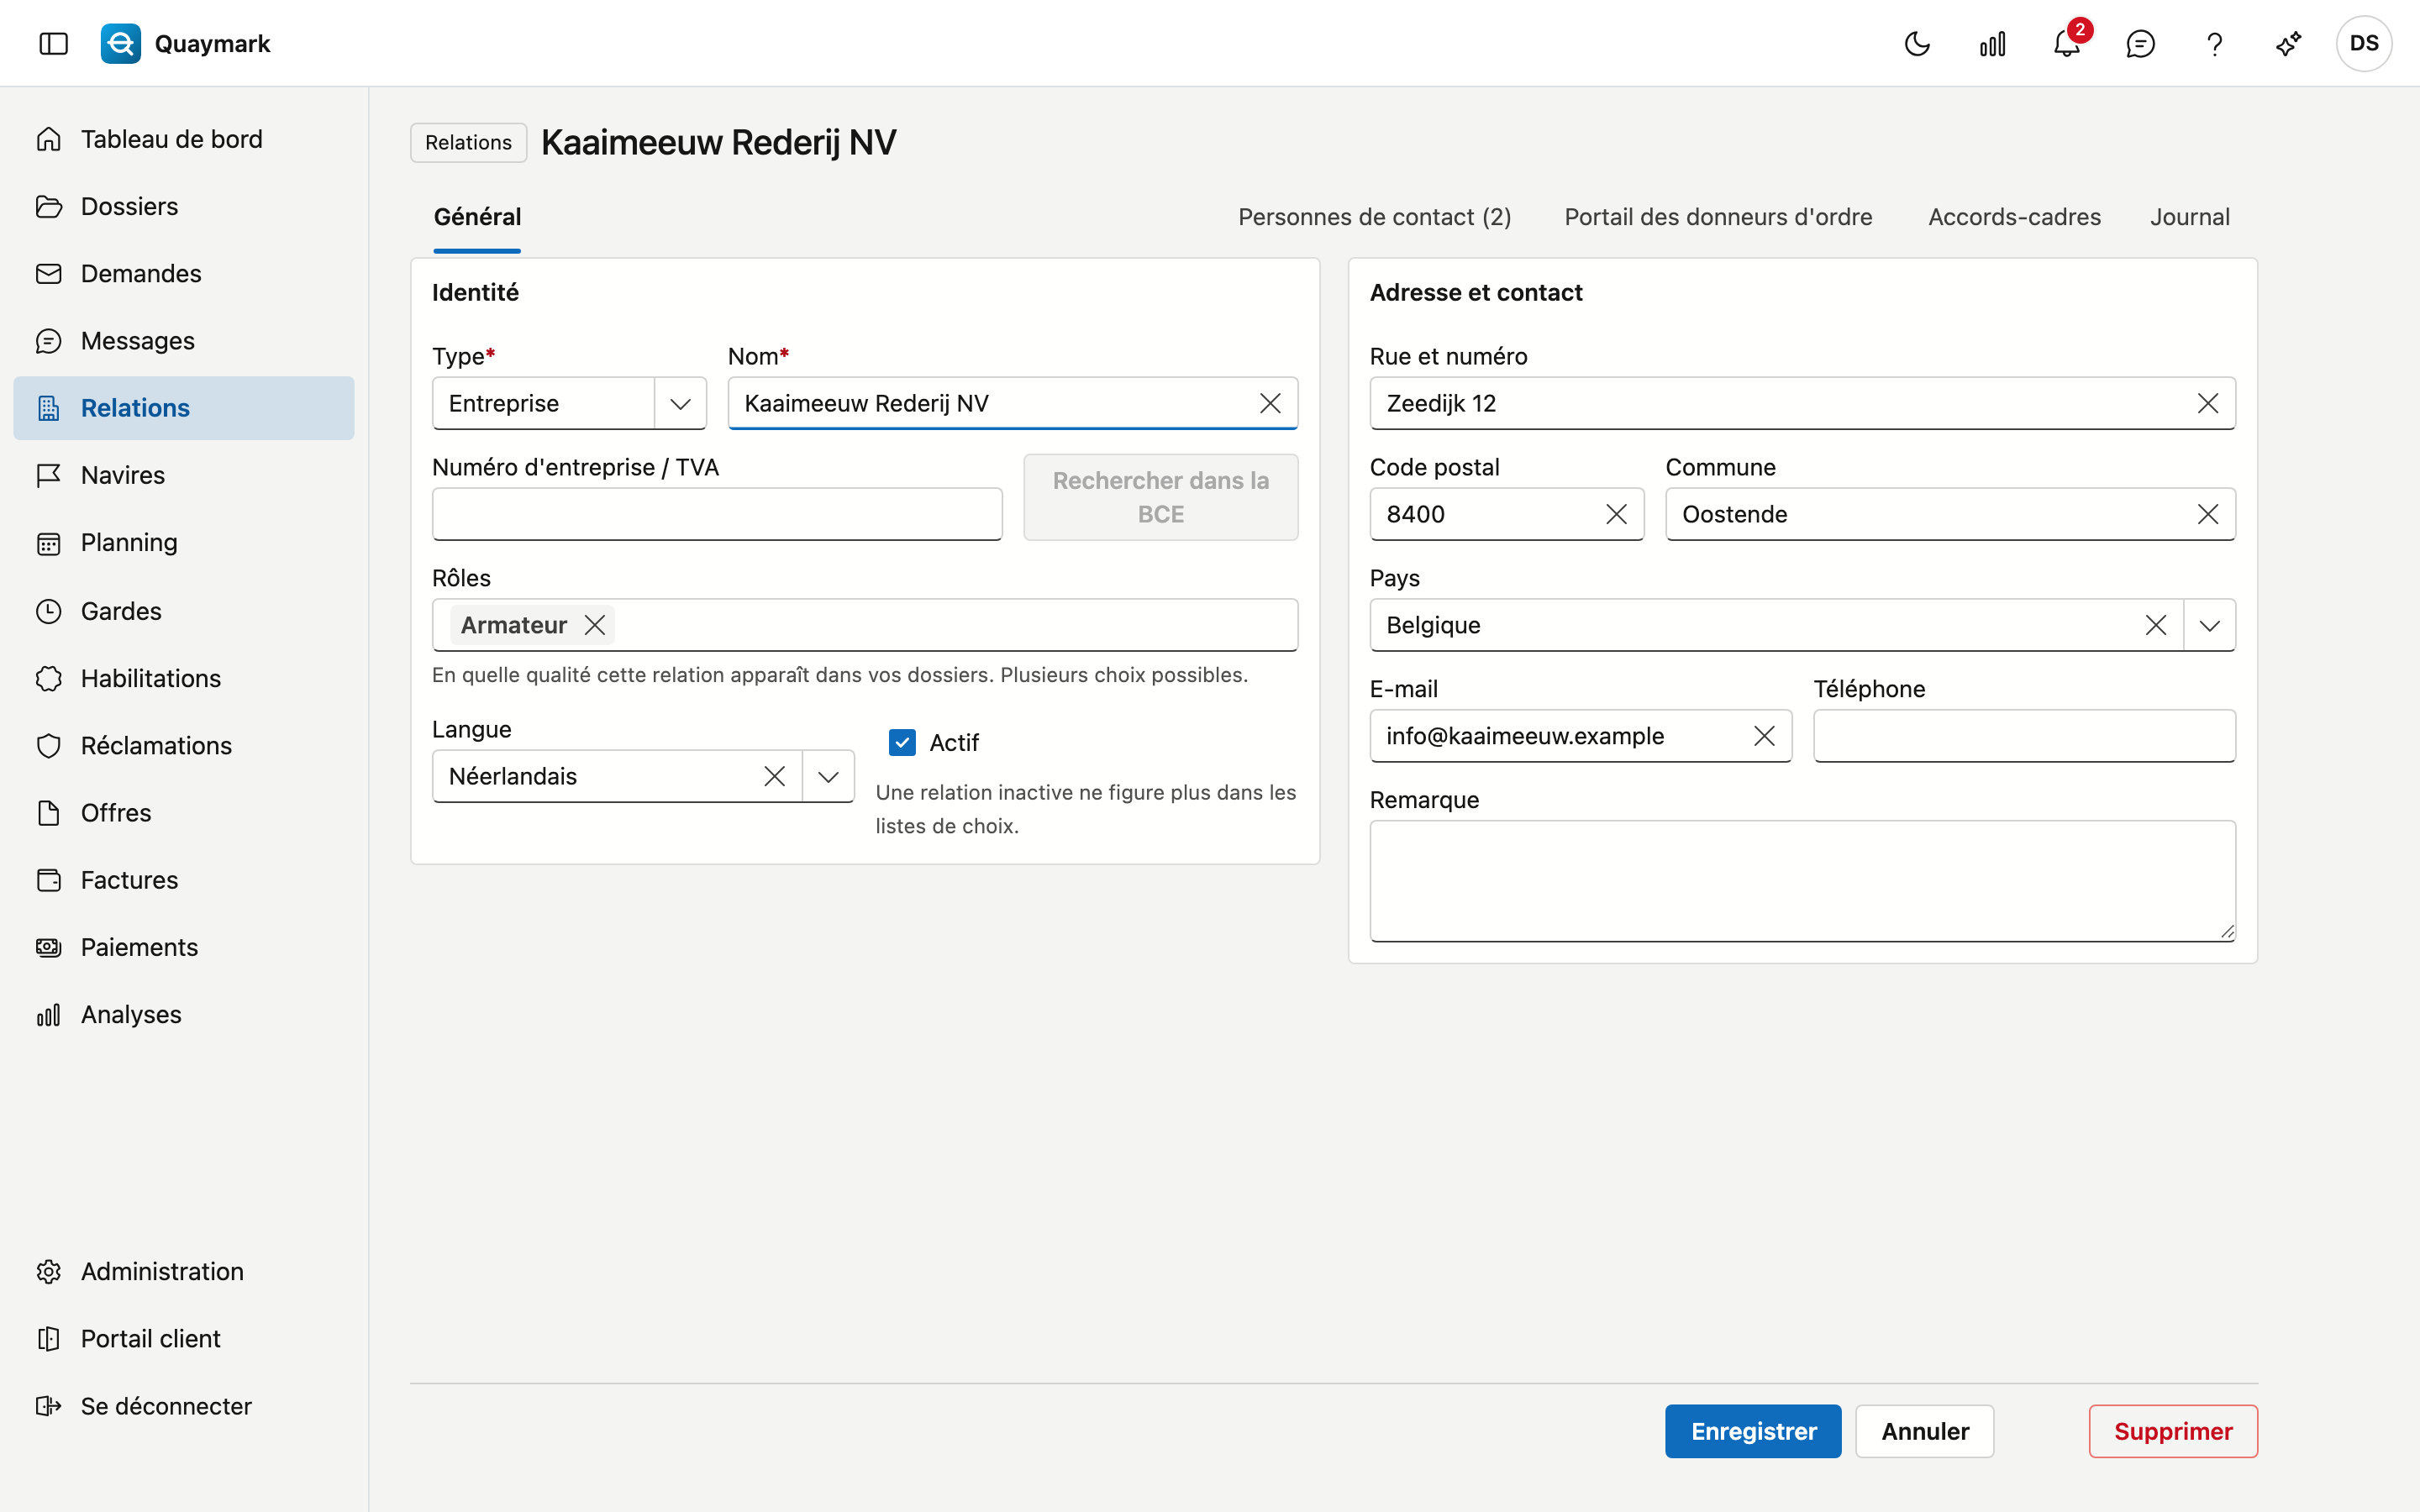 Quaymark
2
DS
Tableau de bord
Dossiers
Demandes
Messages
Relations
Navires
Planning
Gardes
Habilitations
Réclamations
Offres
Factures
Paiements
Analyses
Administration
Portail client
Se déconnecter
Relations
Kaaimeeuw Rederij NV
Général
Personnes de contact (2)
Portail des donneurs d'ordre
Accords-cadres
Journal
Identité
Type*
Nom*
Entreprise
Kaaimeeuw Rederij NV
Numéro d'entreprise / TVA
Rechercher dans la
BCE
Rôles
Armateur
En quelle qualité cette relation apparaît dans vos dossiers. Plusieurs choix possibles.
Langue
Néerlandais
Actif
Une relation inactive ne figure plus dans les
listes de choix.
Adresse et contact
Rue et numéro
Zeedijk 12
Code postal
Commune
8400
Oostende
Pays
Belgique
E-mail
Téléphone
info@kaaimeeuw.example
Remarque
Enregistrer
Annuler
Supprimer